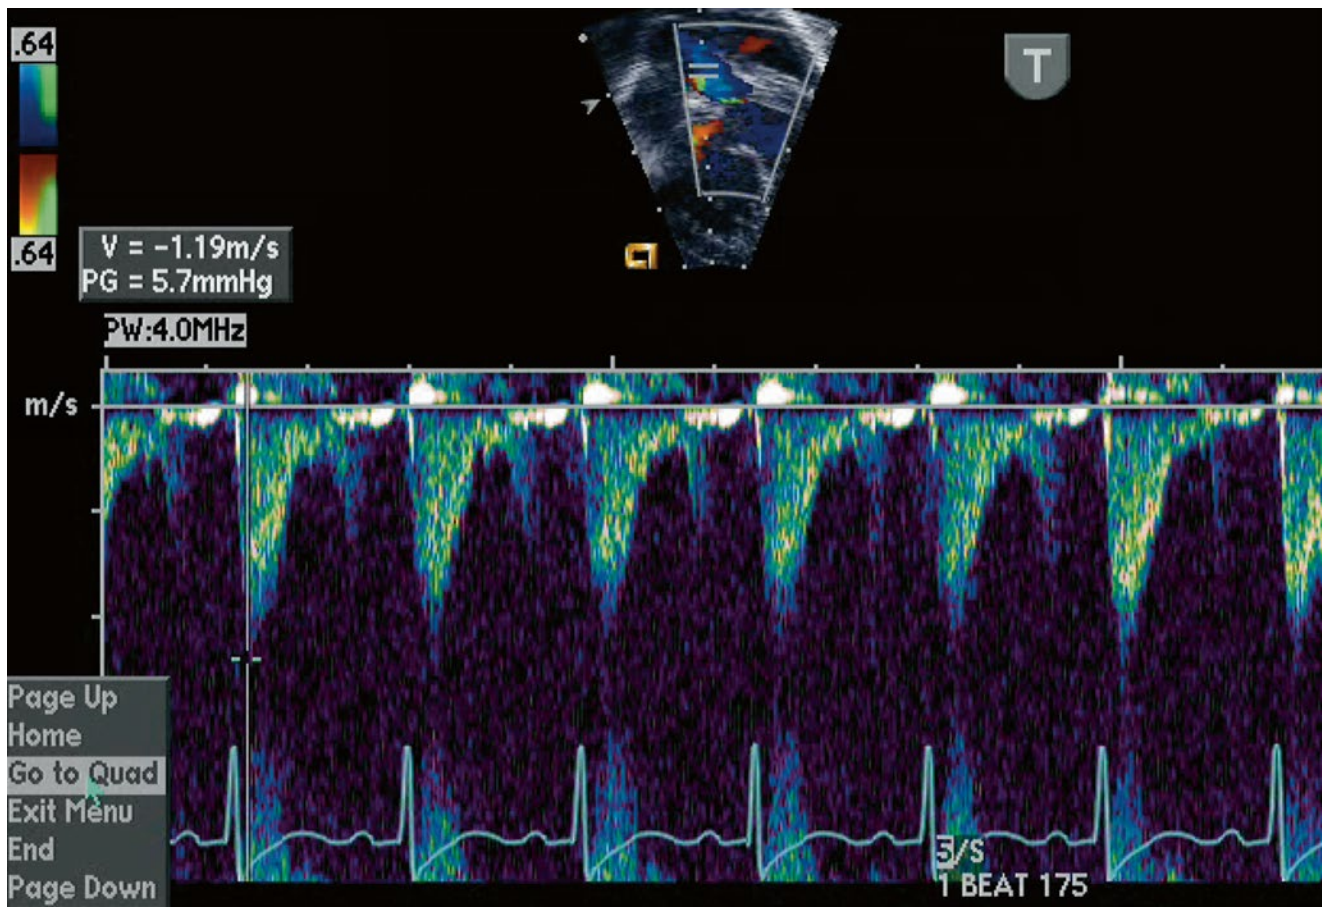 .64
T
.64
V = -1.19m/s
PG = 5.7mmHg
PW:4.0MHz
m/s
Page Up
Home
Go to Quad
Exit Menu
End
Page Down
5/S
1 BEAT 175